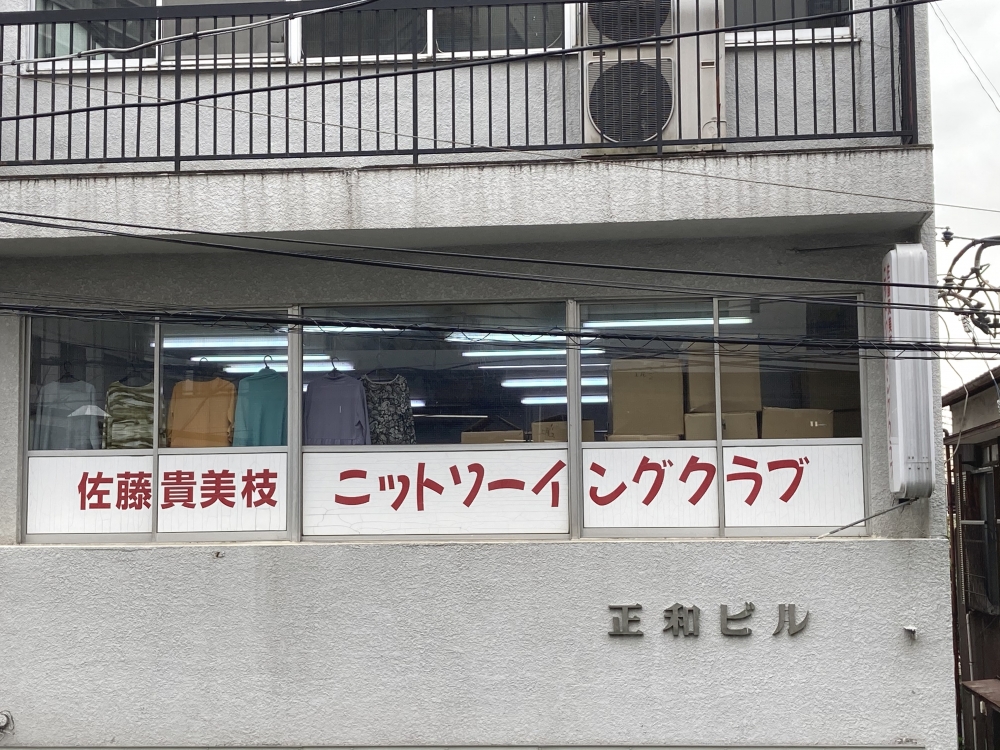 佐藤貴美枝 ニットソーイングクラブ
正和ビル